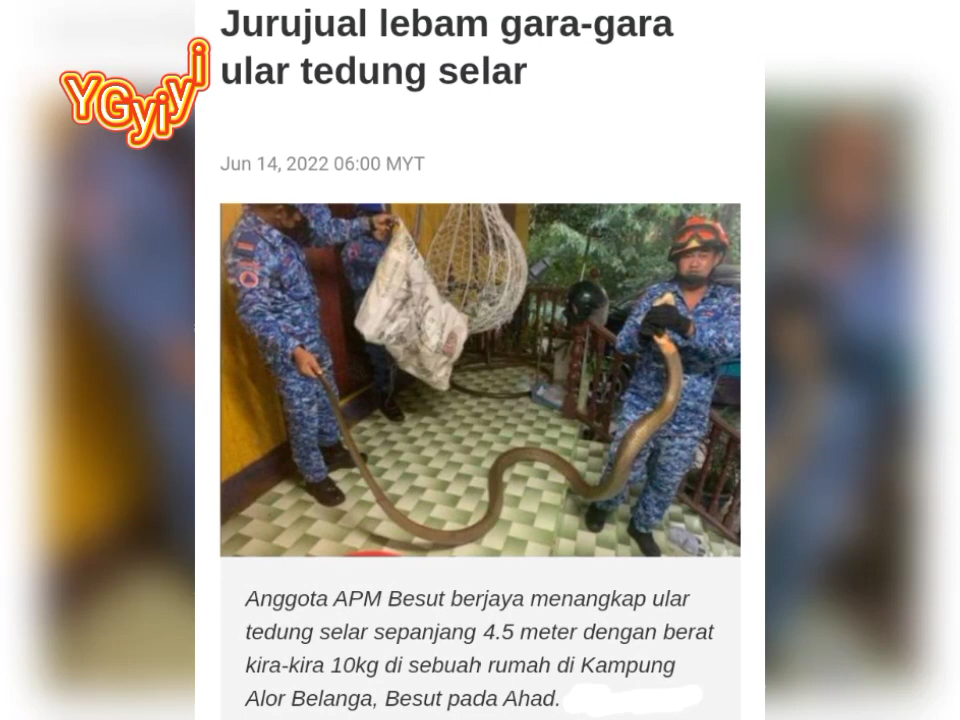 Jurujual lebam gara-gara
ular tedung selar
YGyiyi
Jun 14, 2022 06:00 MYT
Anggota APM Besut berjaya menangkap ular
tedung selar sepanjang 4.5 meter dengan berat
kira-kira 10kg di sebuah rumah di Kampung
Alor Belanga, Besut pada Ahad.